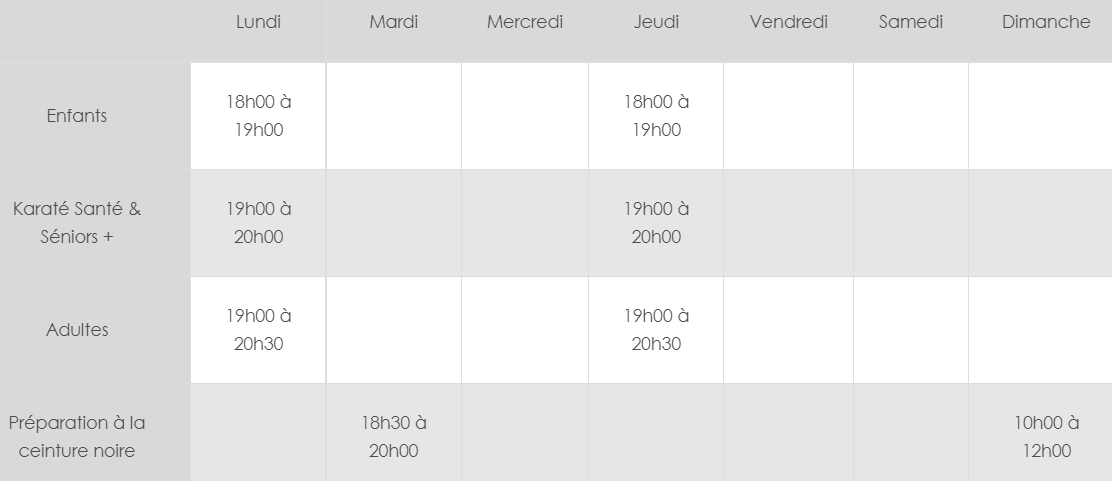 Lundi Mardi Mercredi Jeudi Vendredi Samedi Dimanche
Enfants
18h00 à
19h00
18h00 à
19h00
Karaté Santé &
Séniors +
19h00 à
20h00
19h00 à
20h00
Adultes
19h00 à
20h30
19h00 à
20h30
Préparation à la
ceinture noire
18h30 à
20h00
10h00 à
12h00